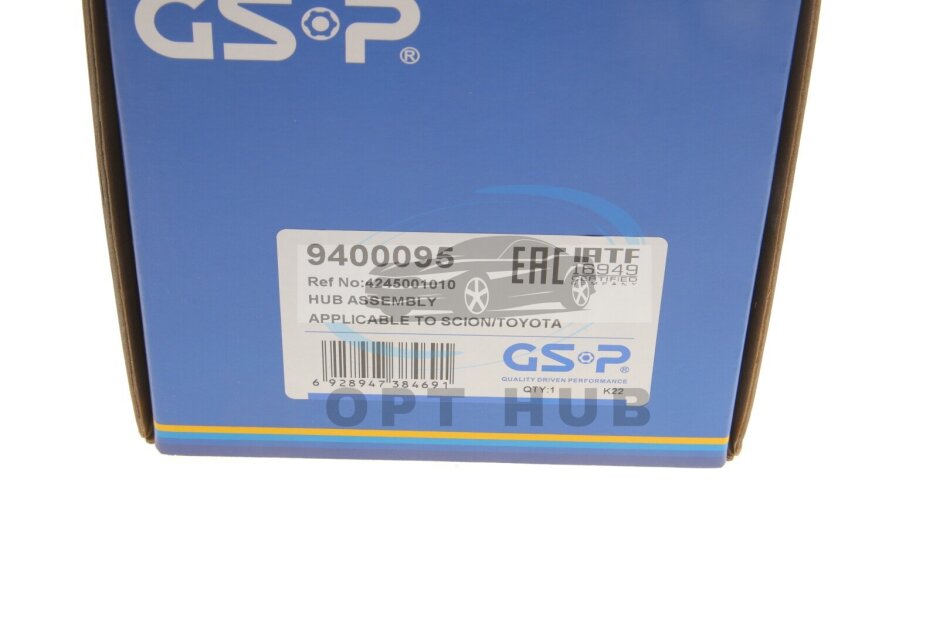 GSP®
9400095
EAC IATF
16949
CERTIFIED
COMPANY
Ref No:4245001010
HUB ASSEMBLY
APPLICABLE TO SCION/TOYOTA
6 928947 384691
GSP®
QUALITY DRIVEN PERFORMANCE
QTY:1 K22
OPT HUB